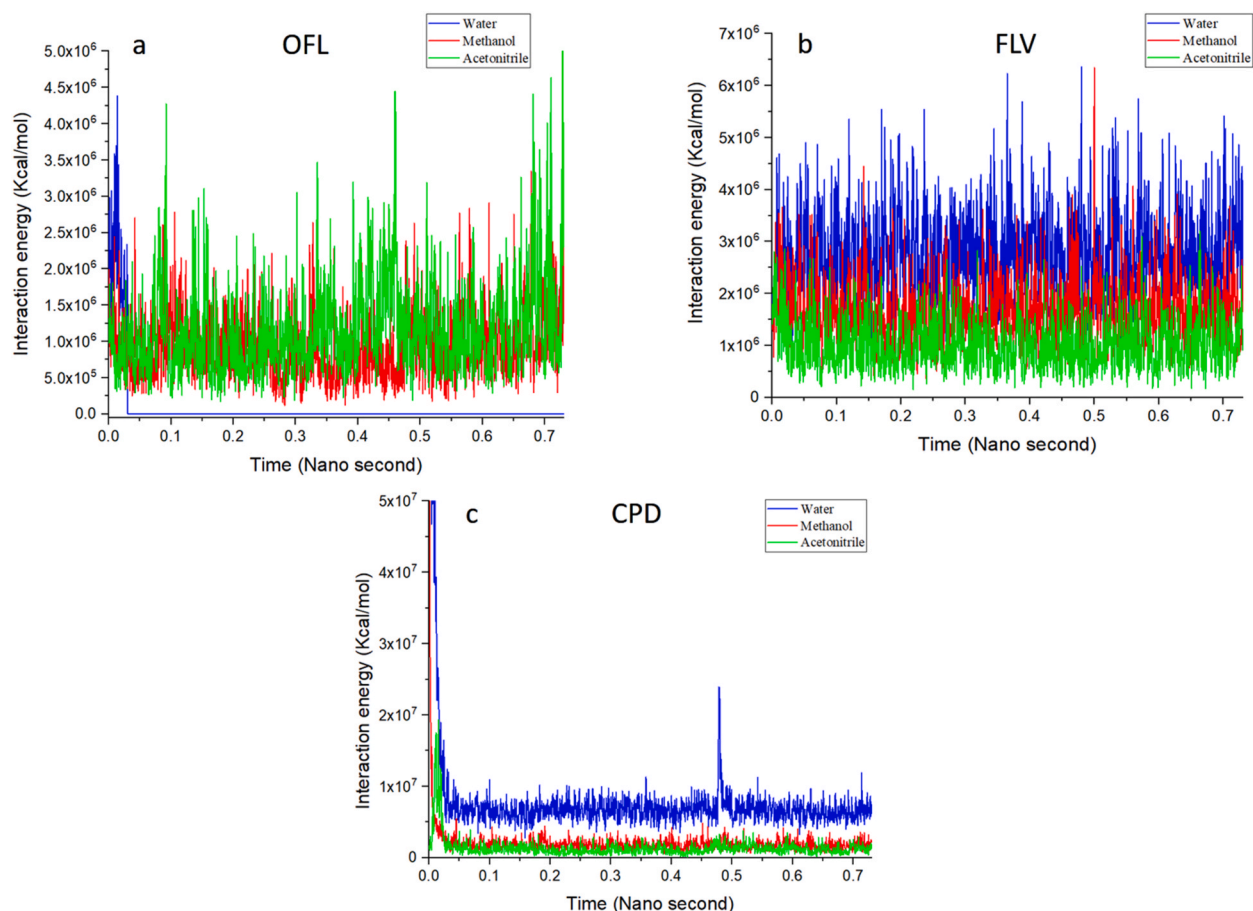 a
OFL
Water
Methanol
Acetonitrile
5.0x10⁶
4.5x10⁶
4.0x10⁶
3.5x10⁶
3.0x10⁶
2.5x10⁶
2.0x10⁶
1.5x10⁶
1.0x10⁶
5.0x10⁵
0.0
Interaction energy (Kcal/mol)
0.0 0.1 0.2 0.3 0.4 0.5 0.6 0.7
Time (Nano second)
b
FLV
Water
Methanol
Acetonitrile
7x10⁶
6x10⁶
5x10⁶
4x10⁶
3x10⁶
2x10⁶
1x10⁶
0
Interaction energy (Kcal/mol)
0.0 0.1 0.2 0.3 0.4 0.5 0.6 0.7
Time (Nano second)
c
CPD
Water
Methanol
Acetonitrile
5x10⁷
4x10⁷
3x10⁷
2x10⁷
1x10⁷
0
Interaction energy (Kcal/mol)
0.0 0.1 0.2 0.3 0.4 0.5 0.6 0.7
Time (Nano second)